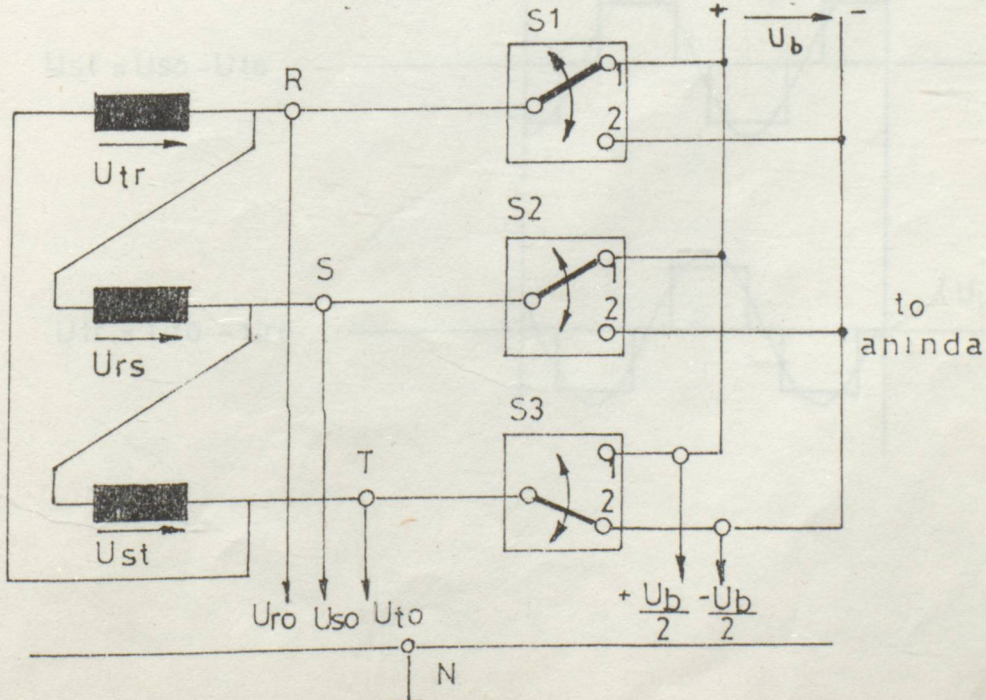 S1
+ -
Ub
R
1
2
Utr
S2
S
1
2
Urs
to
anında
S3
T
1
2
Ust
Uro Uso Uto
+Ub/2 -Ub/2
N